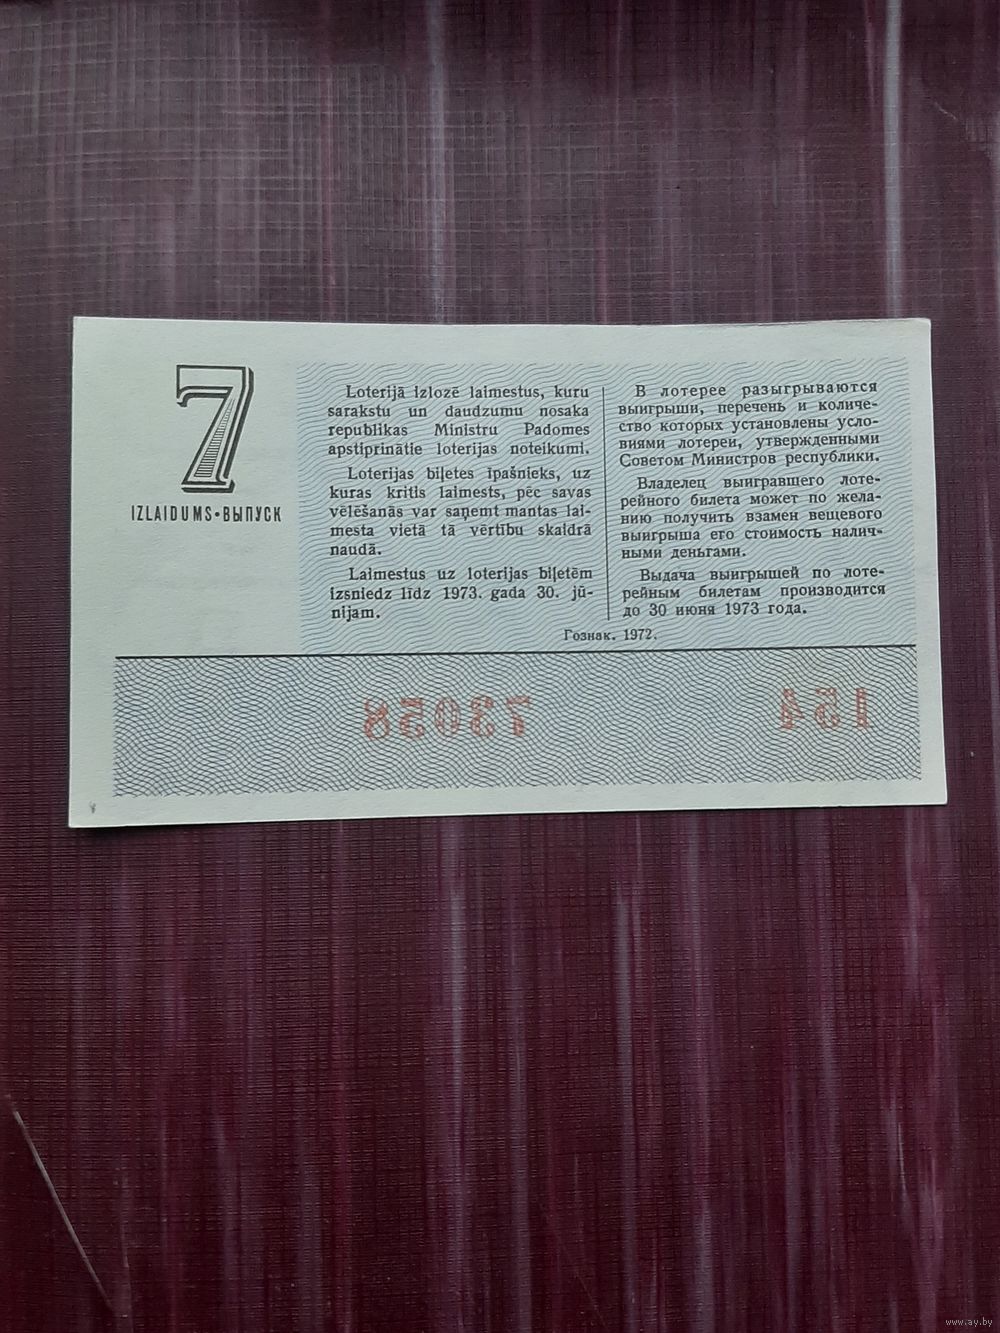 7
IZLAIDUMS•ВЫПУСК
Loterijā izlozē laimestus, kuru
sarakstu un daudzumu nosaka
republikas Ministru Padomes
apstiprinātie loterijas noteikumi.
Loterijas biļetes īpašnieks, uz
kuras kritis laimests, pēc savas
vēlēšanās var saņemt mantas lai-
mesta vietā tā vērtību skaidrā
naudā.
Laimestus uz loterijas biļetēm
izsniedz līdz 1973. gada 30. jū-
nijam.
В лотерее разыгрываются
выигрыши, перечень и количе-
ство которых установлены усло-
виями лотереи, утвержденными
Советом Министров республики.
Владелец выигравшего лоте-
рейного билета может по жела-
нию получить взамен вещевого
выигрыша его стоимость налич-
ными деньгами.
Выдача выигрышей по лоте-
рейным билетам производится
до 30 июня 1973 года.
Гознак. 1972.
73058 154
www.ay.by